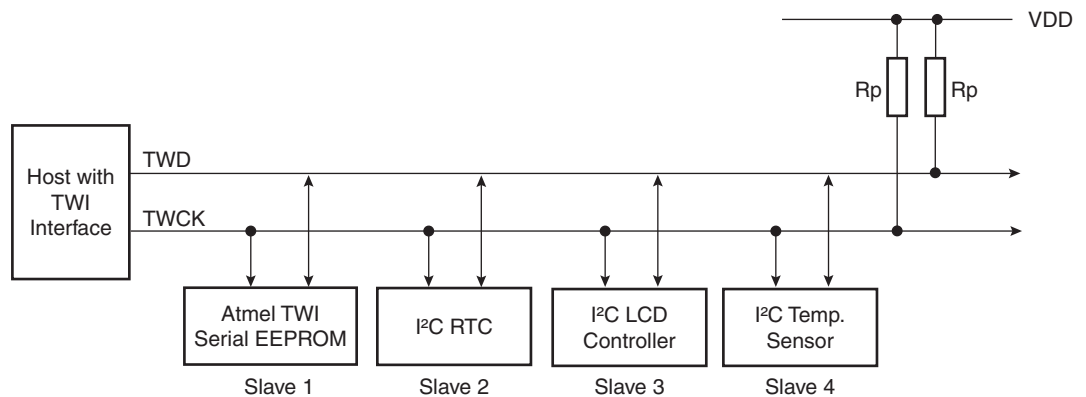 VDD
Rp
Rp
Host with
TWI
Interface
TWD
TWCK
Atmel TWI
Serial EEPROM
Slave 1
I²C RTC
Slave 2
I²C LCD
Controller
Slave 3
I²C Temp.
Sensor
Slave 4